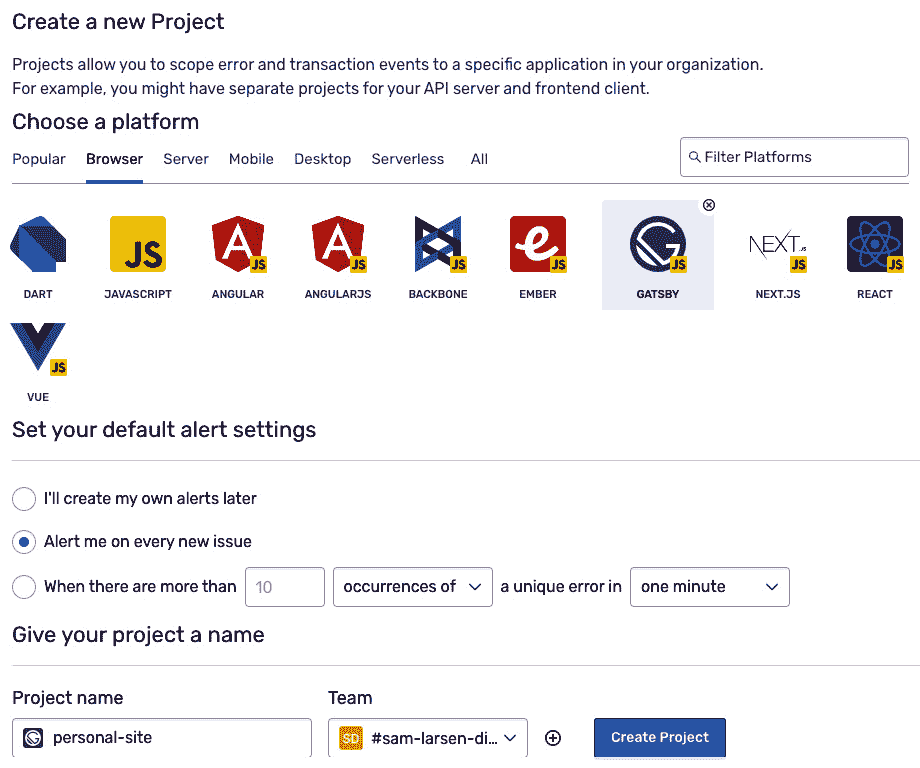 Create a new Project
Projects allow you to scope error and transaction events to a specific application in your organization.
For example, you might have separate projects for your API server and frontend client.
Choose a platform
Popular Browser Server Mobile Desktop Serverless All
Filter Platforms
JS JS JS JS JS JS NEXT.JS JS JS
DART JAVASCRIPT ANGULAR ANGULARJS BACKBONE EMBER GATSBY NEXT.JS REACT
JS
VUE
Set your default alert settings
I'll create my own alerts later
Alert me on every new issue
When there are more than 10 occurrences of a unique error in one minute
Give your project a name
Project name Team
personal-site SD #sam-larsen-di... Create Project